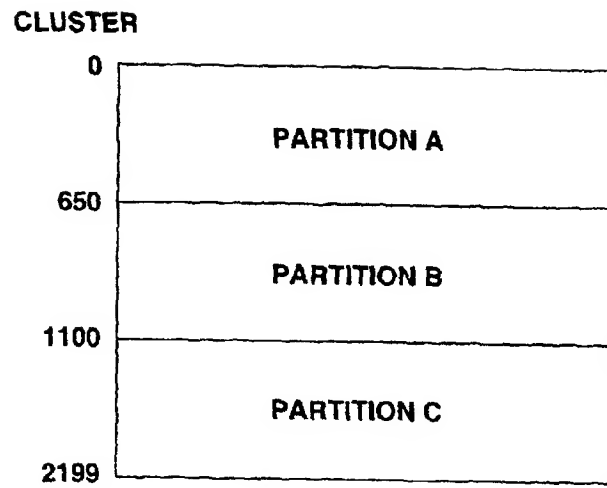 CLUSTER
0
PARTITION A
650
PARTITION B
1100
PARTITION C
2199